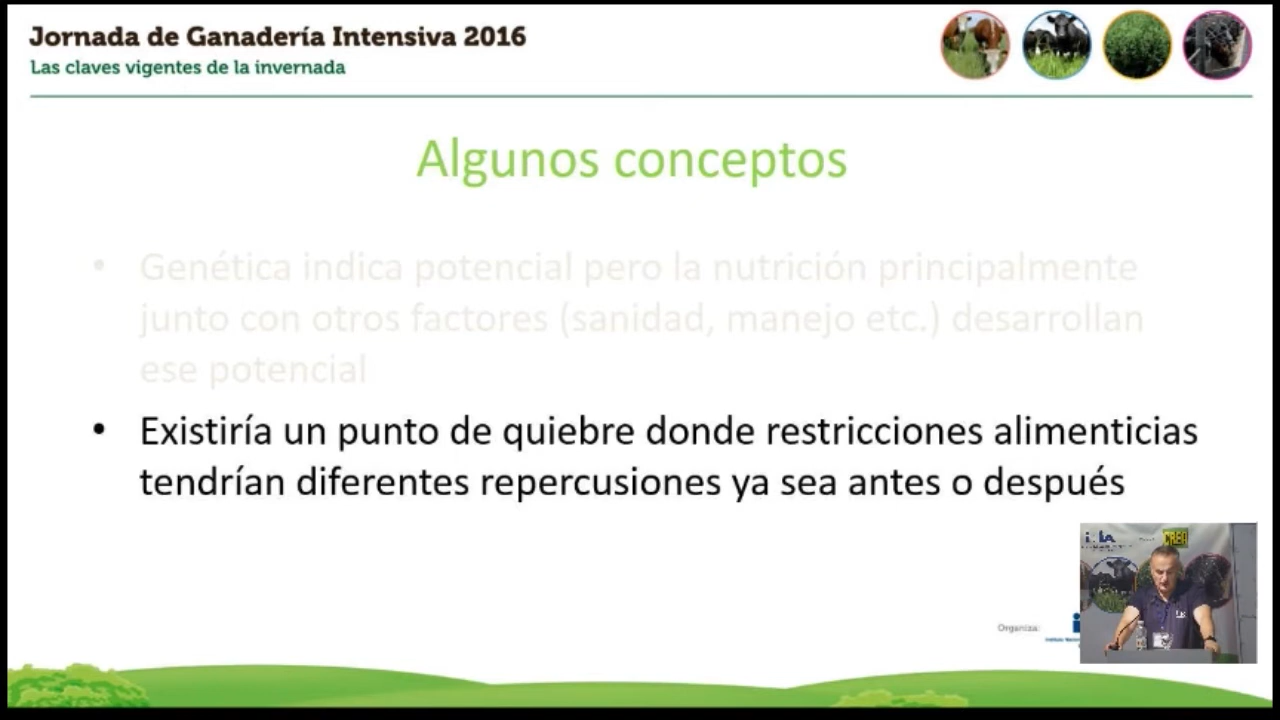 Jornada de Ganadería Intensiva 2016
Las claves vigentes de la invernada
Algunos conceptos
• Genética indica potencial pero la nutrición principalmente
junto con otros factores (sanidad, manejo etc.) desarrollan
ese potencial
• Existiría un punto de quiebre donde restricciones alimenticias
tendrían diferentes repercusiones ya sea antes o después
CREA
Organiza: